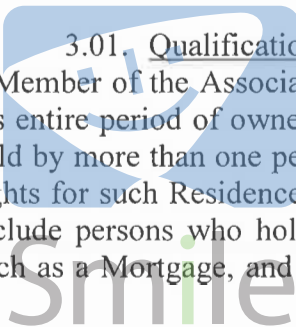 3.01. Qualificatio
Member of the Associa
s entire period of owne
ld by more than one pe
ghts for such Residence
clude persons who hol
ch as a Mortgage, and
Smile